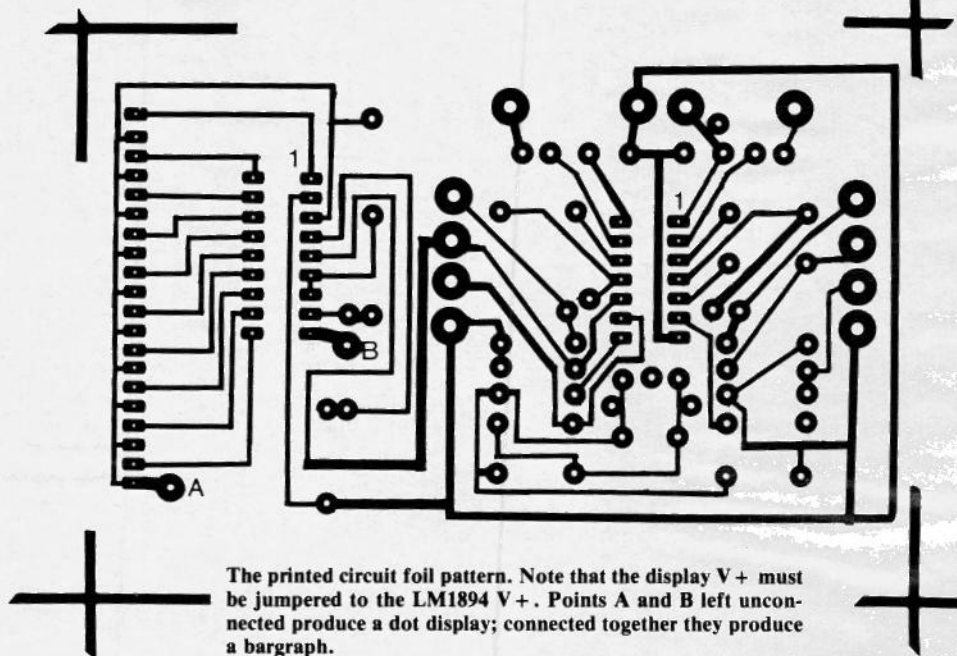 1
1
B
A
The printed circuit foil pattern. Note that the display V+ must
be jumpered to the LM1894 V+. Points A and B left uncon-
nected produce a dot display; connected together they produce
a bargraph.